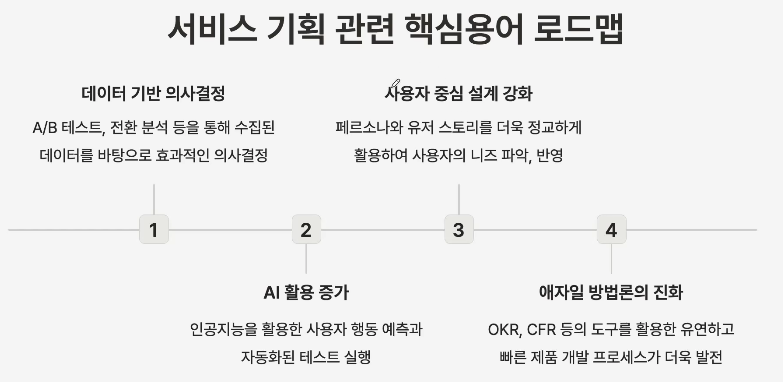 서비스 기획 관련 핵심용어 로드맵
데이터 기반 의사결정
A/B 테스트, 전환 분석 등을 통해 수집된
데이터를 바탕으로 효과적인 의사결정
사용자 중심 설계 강화
페르소나와 유저 스토리를 더욱 정교하게
활용하여 사용자의 니즈 파악, 반영
1
2
3
4
AI 활용 증가
인공지능을 활용한 사용자 행동 예측과
자동화된 테스트 실행
애자일 방법론의 진화
OKR, CFR 등의 도구를 활용한 유연하고
빠른 제품 개발 프로세스가 더욱 발전